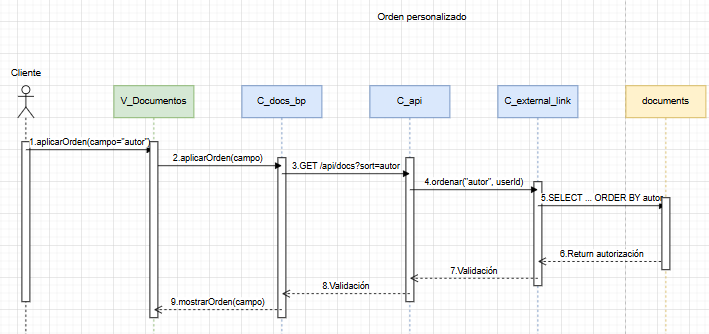 Orden personalizado
Cliente
V_Documentos
C_docs_bp
C_api
C_external_link
documents
1.aplicarOrden(campo="autor")
2.aplicarOrden(campo)
3.GET /api/docs?sort=autor
4.ordenar("autor", userId)
5.SELECT ... ORDER BY autor
6.Return autorización
7.Validación
8.Validación
9.mostrarOrden(campo)